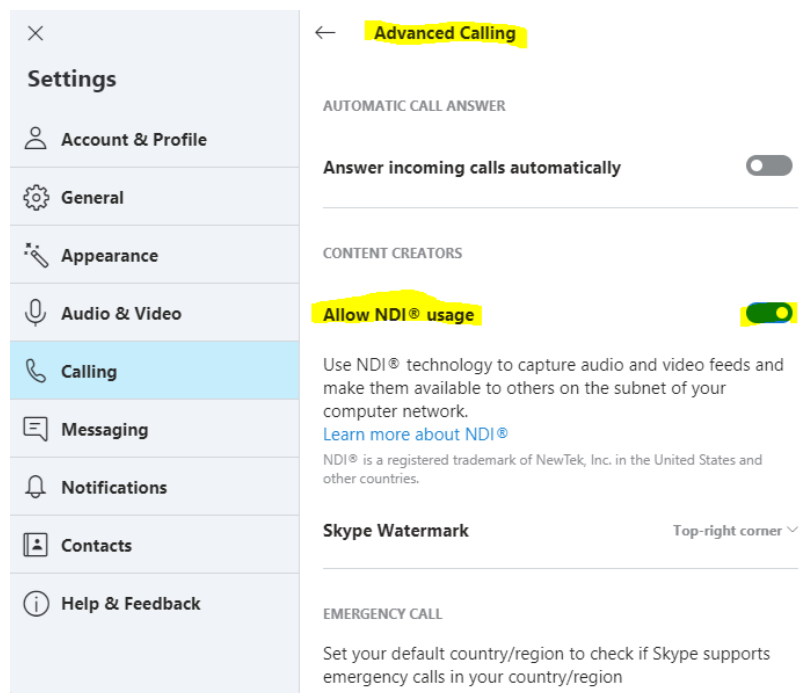 Settings
Account & Profile
General
Appearance
Audio & Video
Calling
Messaging
Notifications
Contacts
Help & Feedback
Advanced Calling
AUTOMATIC CALL ANSWER
Answer incoming calls automatically
CONTENT CREATORS
Allow NDI® usage
Use NDI® technology to capture audio and video feeds and
make them available to others on the subnet of your
computer network.
Learn more about NDI®
NDI® is a registered trademark of NewTek, Inc. in the United States and
other countries.
Skype Watermark Top-right corner
EMERGENCY CALL
Set your default country/region to check if Skype supports
emergency calls in your country/region